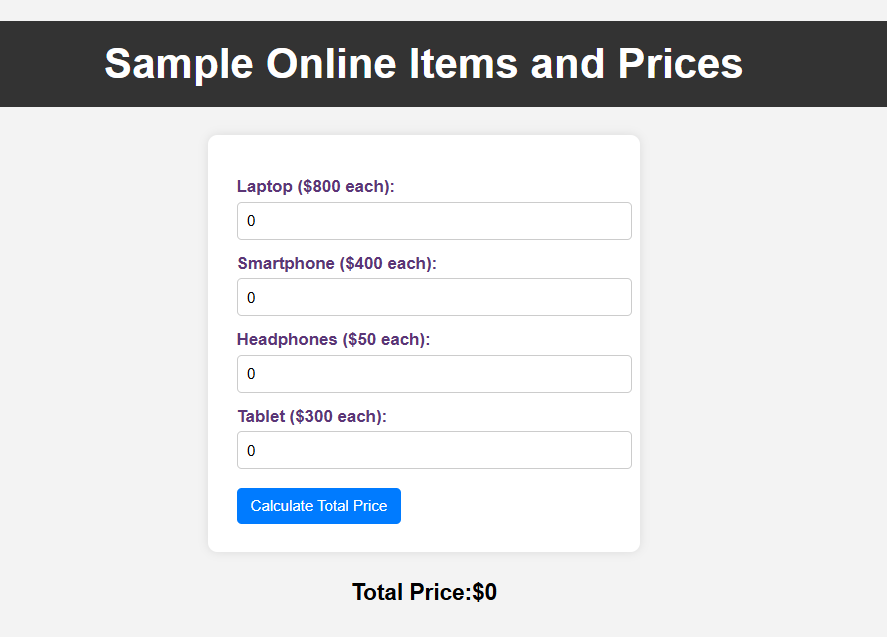 Sample Online Items and Prices
Laptop ($800 each):
0
Smartphone ($400 each):
0
Headphones ($50 each):
0
Tablet ($300 each):
0
Calculate Total Price
Total Price:$0